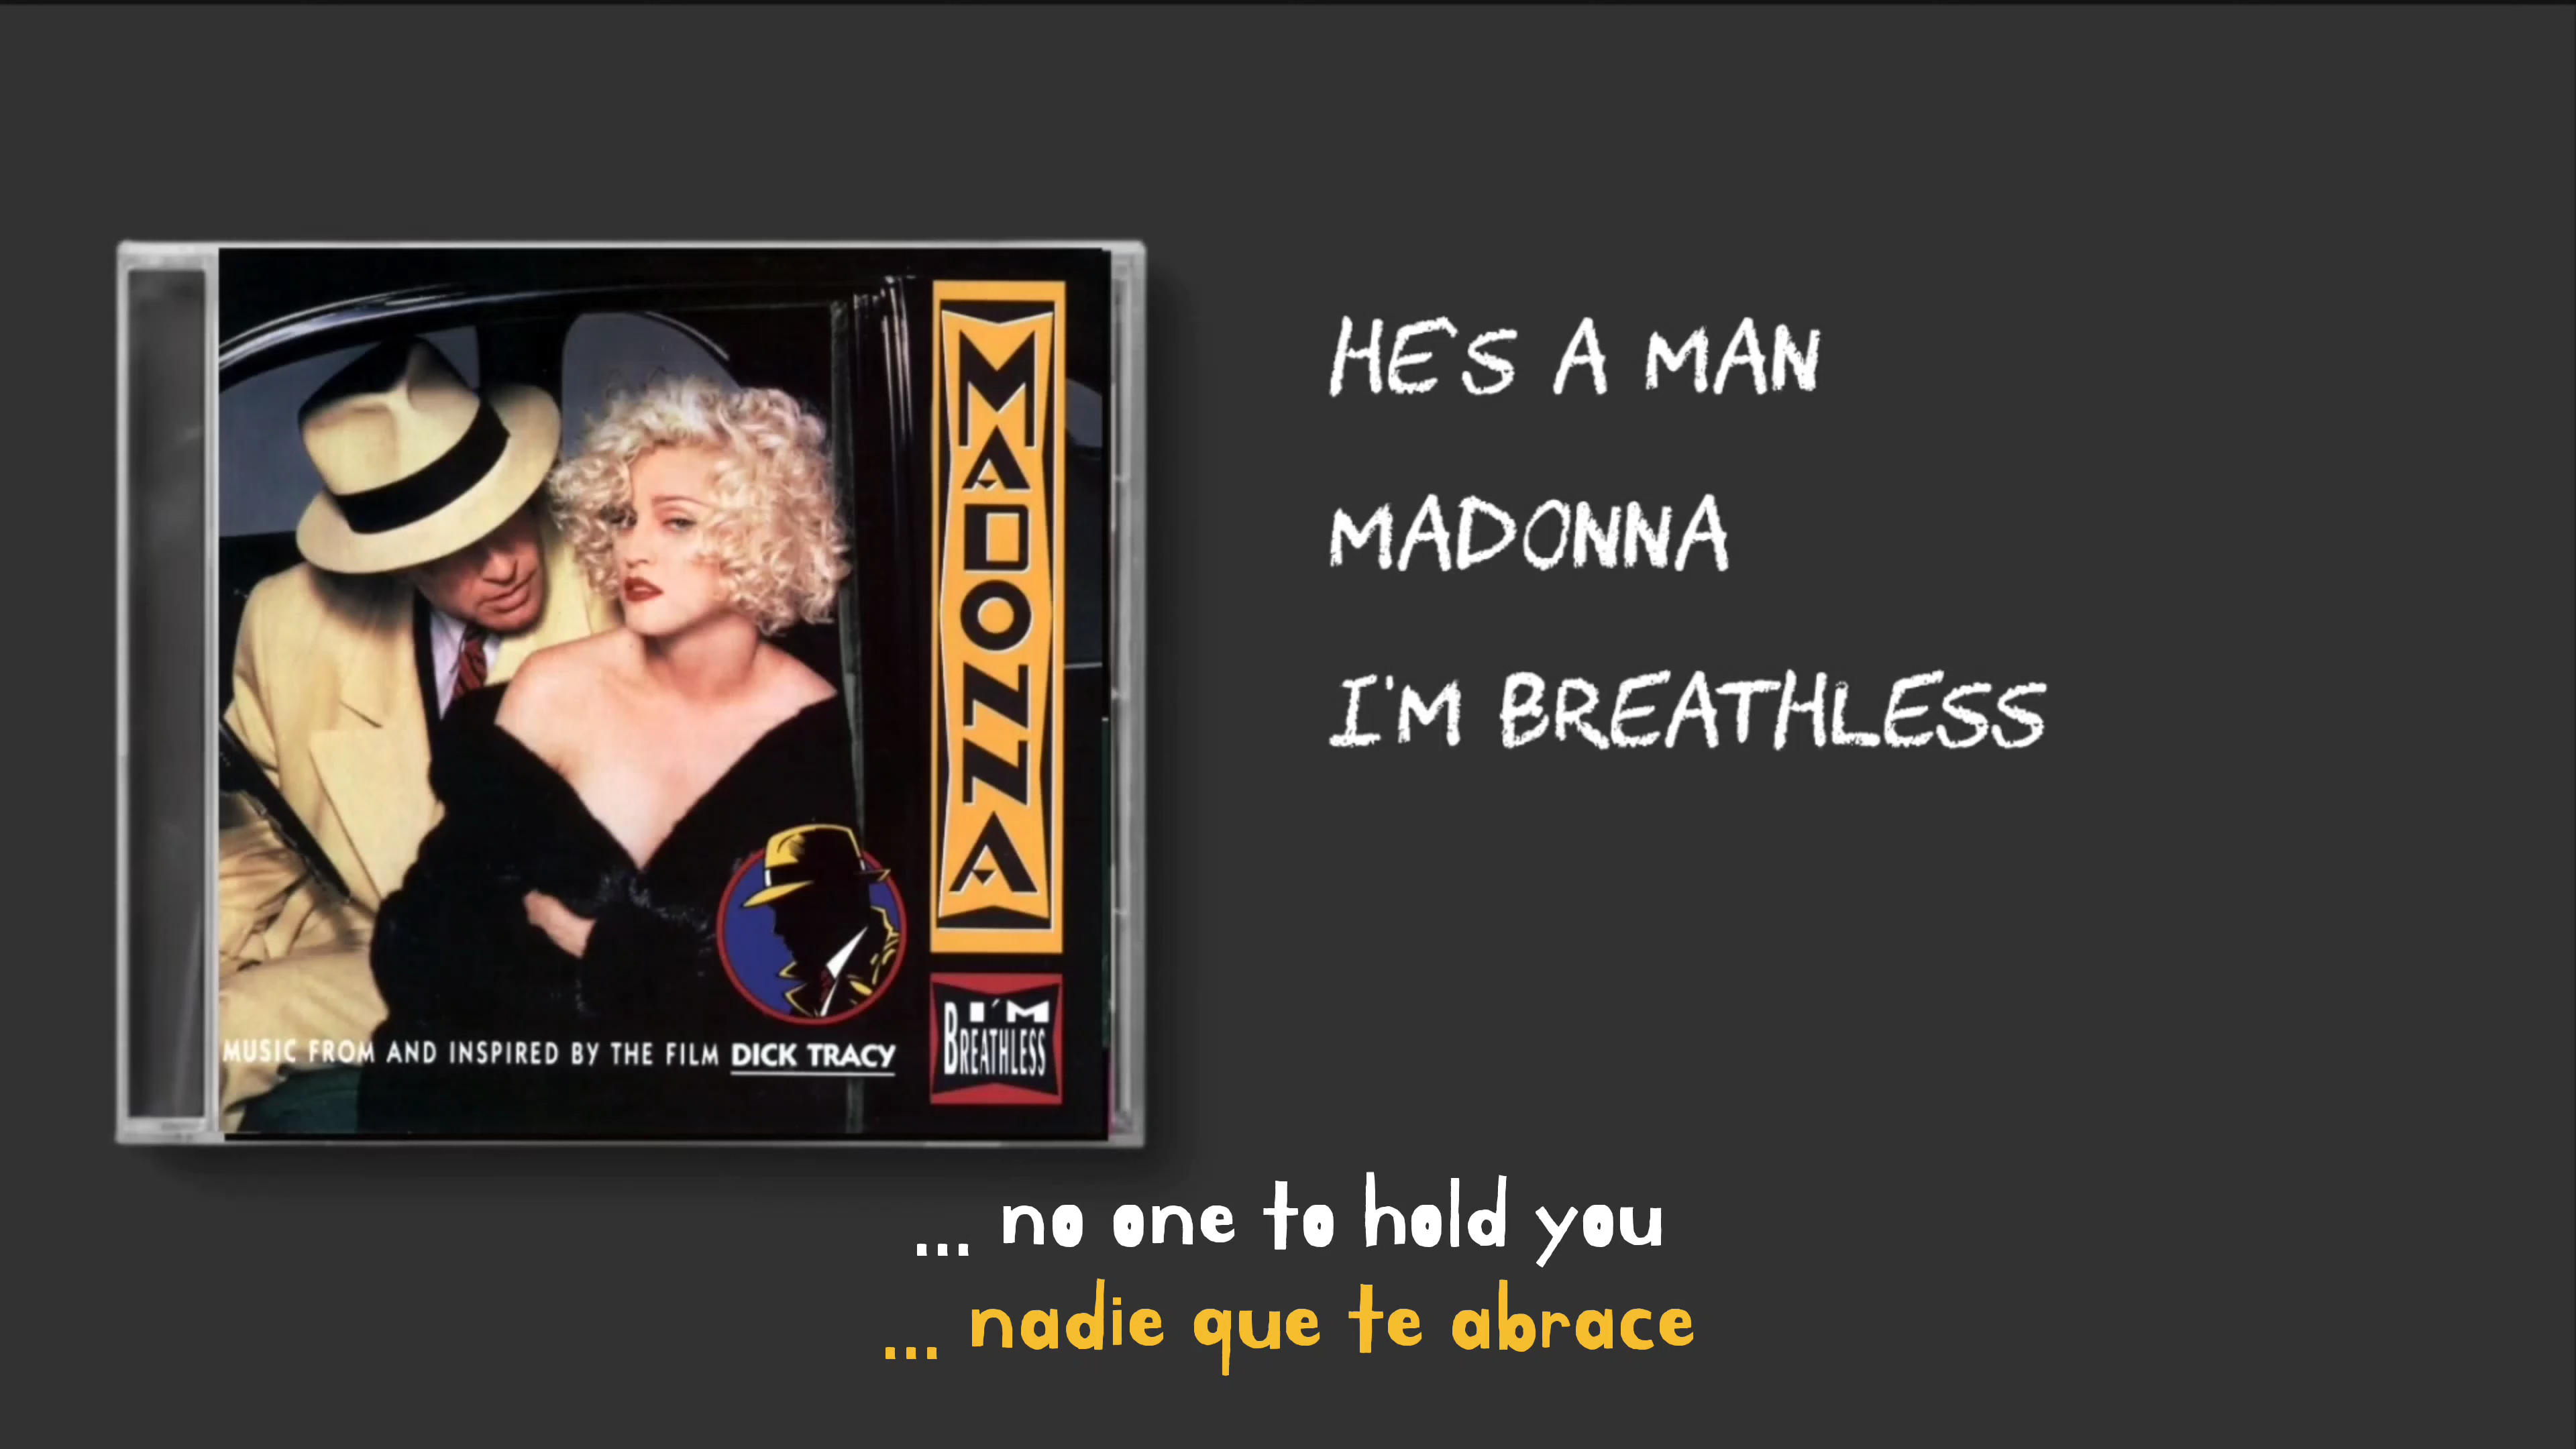 MADONNA
I'M
BREATHLESS
MUSIC FROM AND INSPIRED BY THE FILM DICK TRACY
HE'S A MAN
MADONNA
I'M BREATHLESS
... no one to hold you
... nadie que te abrace